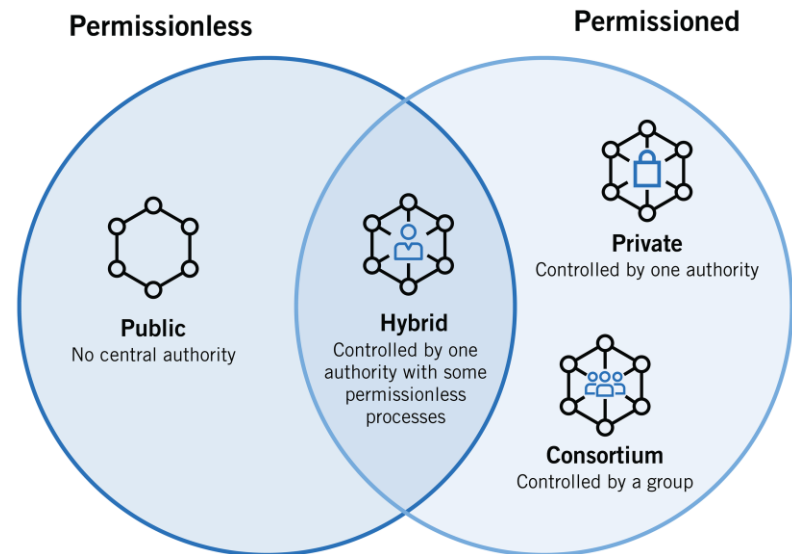 Permissionless
Permissioned
Public
No central authority
Hybrid
Controlled by one
authority with some
permissionless
processes
Private
Controlled by one authority
Consortium
Controlled by a group